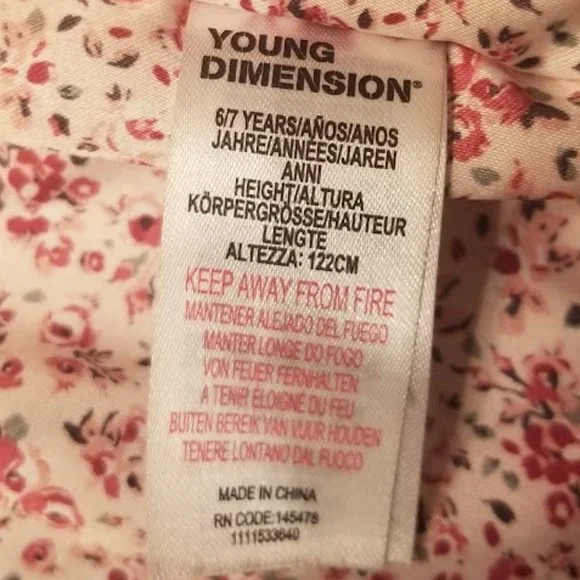 YOUNG
DIMENSION®
6/7 YEARS/AÑOS/ANOS
JAHRE/ANNÉES/JAREN
ANNI
HEIGHT/ALTURA
KÖRPERGRÖSSE/HAUTEUR
LENGTE
ALTEZZA: 122CM
KEEP AWAY FROM FIRE
MANTENER ALEJADO DEL FUEGO
MANTER LONGE DO FOGO
VON FEUER FERNHALTEN
A TENIR ÉLOIGNÉ DU FEU
BUITEN BEREIK VAN VUUR HOUDEN
TENERE LONTANO DAL FUOCO
MADE IN CHINA
RN CODE:145478
1111533640